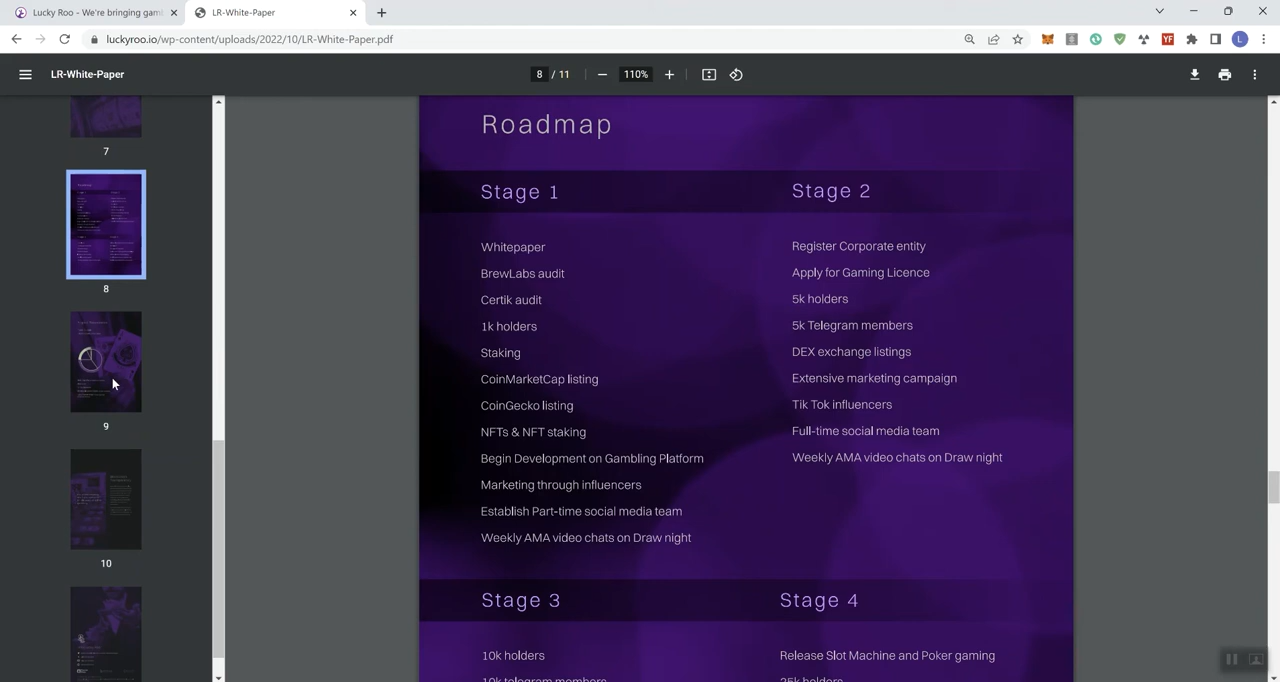 Lucky Roo - We're bringing gam
LR-White-Paper
luckyroo.io/wp-content/uploads/2022/10/LR-White-Paper.pdf
YF
L
LR-White-Paper
8 / 11
110%
7
8
9
10
Roadmap
Stage 1
Whitepaper
BrewLabs audit
Certik audit
1k holders
Staking
CoinMarketCap listing
CoinGecko listing
NFTs & NFT staking
Begin Development on Gambling Platform
Marketing through influencers
Establish Part-time social media team
Weekly AMA video chats on Draw night
Stage 2
Register Corporate entity
Apply for Gaming Licence
5k holders
5k Telegram members
DEX exchange listings
Extensive marketing campaign
Tik Tok influencers
Full-time social media team
Weekly AMA video chats on Draw night
Stage 3
10k holders
10k telegram members
Stage 4
Release Slot Machine and Poker gaming
25k holders